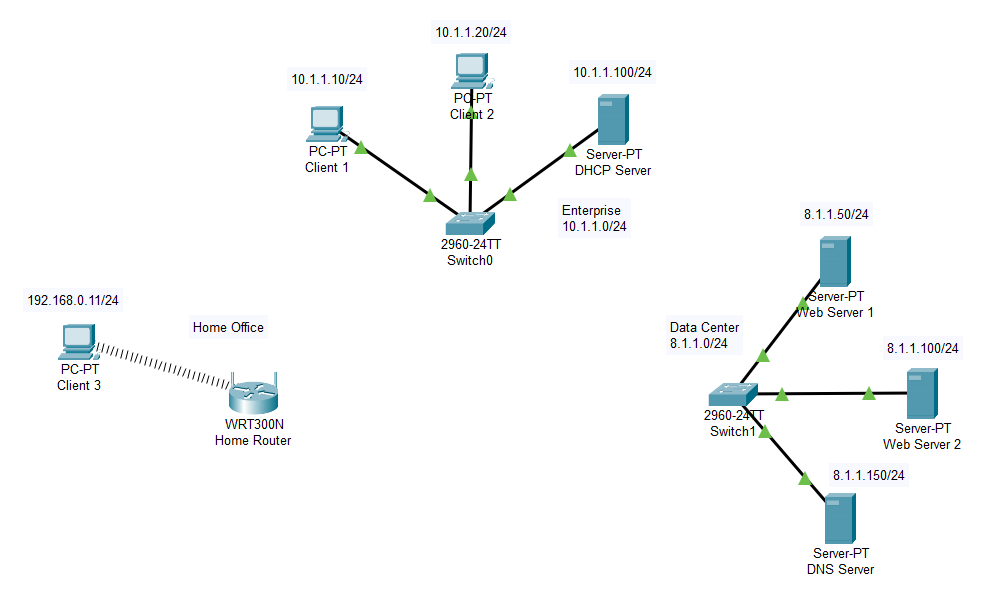 10.1.1.20/24
10.1.1.10/24
10.1.1.100/24
PC-PT
Client 2
PC-PT
Client 1
Server-PT
DHCP Server
Enterprise
10.1.1.0/24
2960-24TT
Switch0
192.168.0.11/24
Home Office
PC-PT
Client 3
WRT300N
Home Router
8.1.1.50/24
Server-PT
Web Server 1
Data Center
8.1.1.0/24
8.1.1.100/24
2960-24TT
Switch1
Server-PT
Web Server 2
8.1.1.150/24
Server-PT
DNS Server